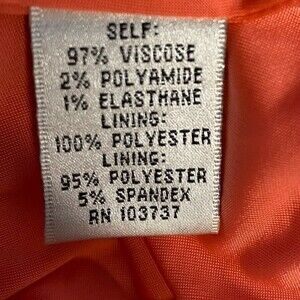 SELF:
97% VISCOSE
2% POLYAMIDE
1% ELASTHANE
LINING:
100% POLYESTER
LINING:
95% POLYESTER
5% SPANDEX
RN 103737